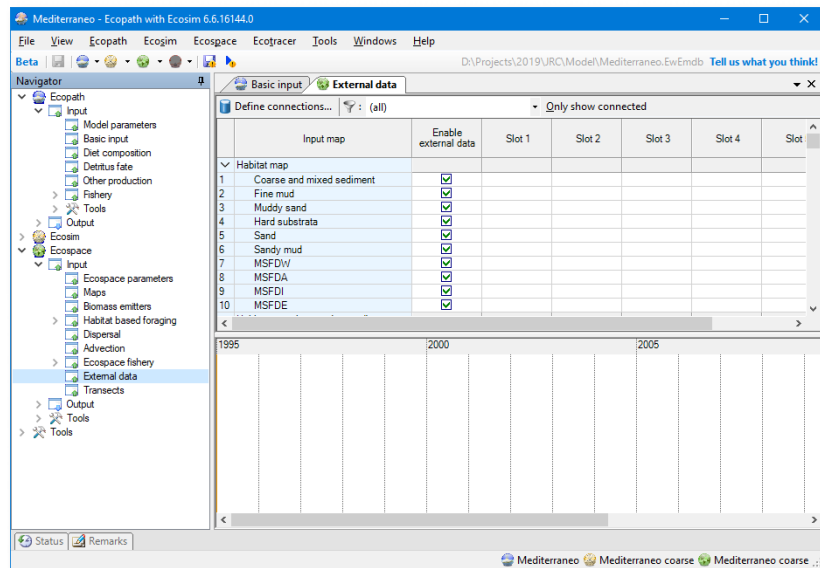 Mediterraneo - Ecopath with Ecosim 6.6.16144.0
File View Ecopath Ecosim Ecospace Ecotracer Tools Windows Help
Beta D:\Projects\2019\JRC\Model\Mediterraneo.EwEmdb Tell us what you think!
Navigator
Ecopath
Input
Model parameters
Basic input
Diet composition
Detritus fate
Other production
Fishery
Tools
Output
Ecosim
Ecospace
Input
Ecospace parameters
Maps
Biomass emitters
Habitat based foraging
Dispersal
Advection
Ecospace fishery
External data
Transects
Output
Tools
Tools
Basic input External data
Define connections... : (all) Only show connected
Input map Enable external data Slot 1 Slot 2 Slot 3 Slot 4 Slot
Habitat map
1 Coarse and mixed sediment
2 Fine mud
3 Muddy sand
4 Hard substrata
5 Sand
6 Sandy mud
7 MSFDW
8 MSFDA
9 MSFDI
10 MSFDE
1995 2000 2005
Status Remarks
Mediterraneo Mediterraneo coarse Mediterraneo coarse